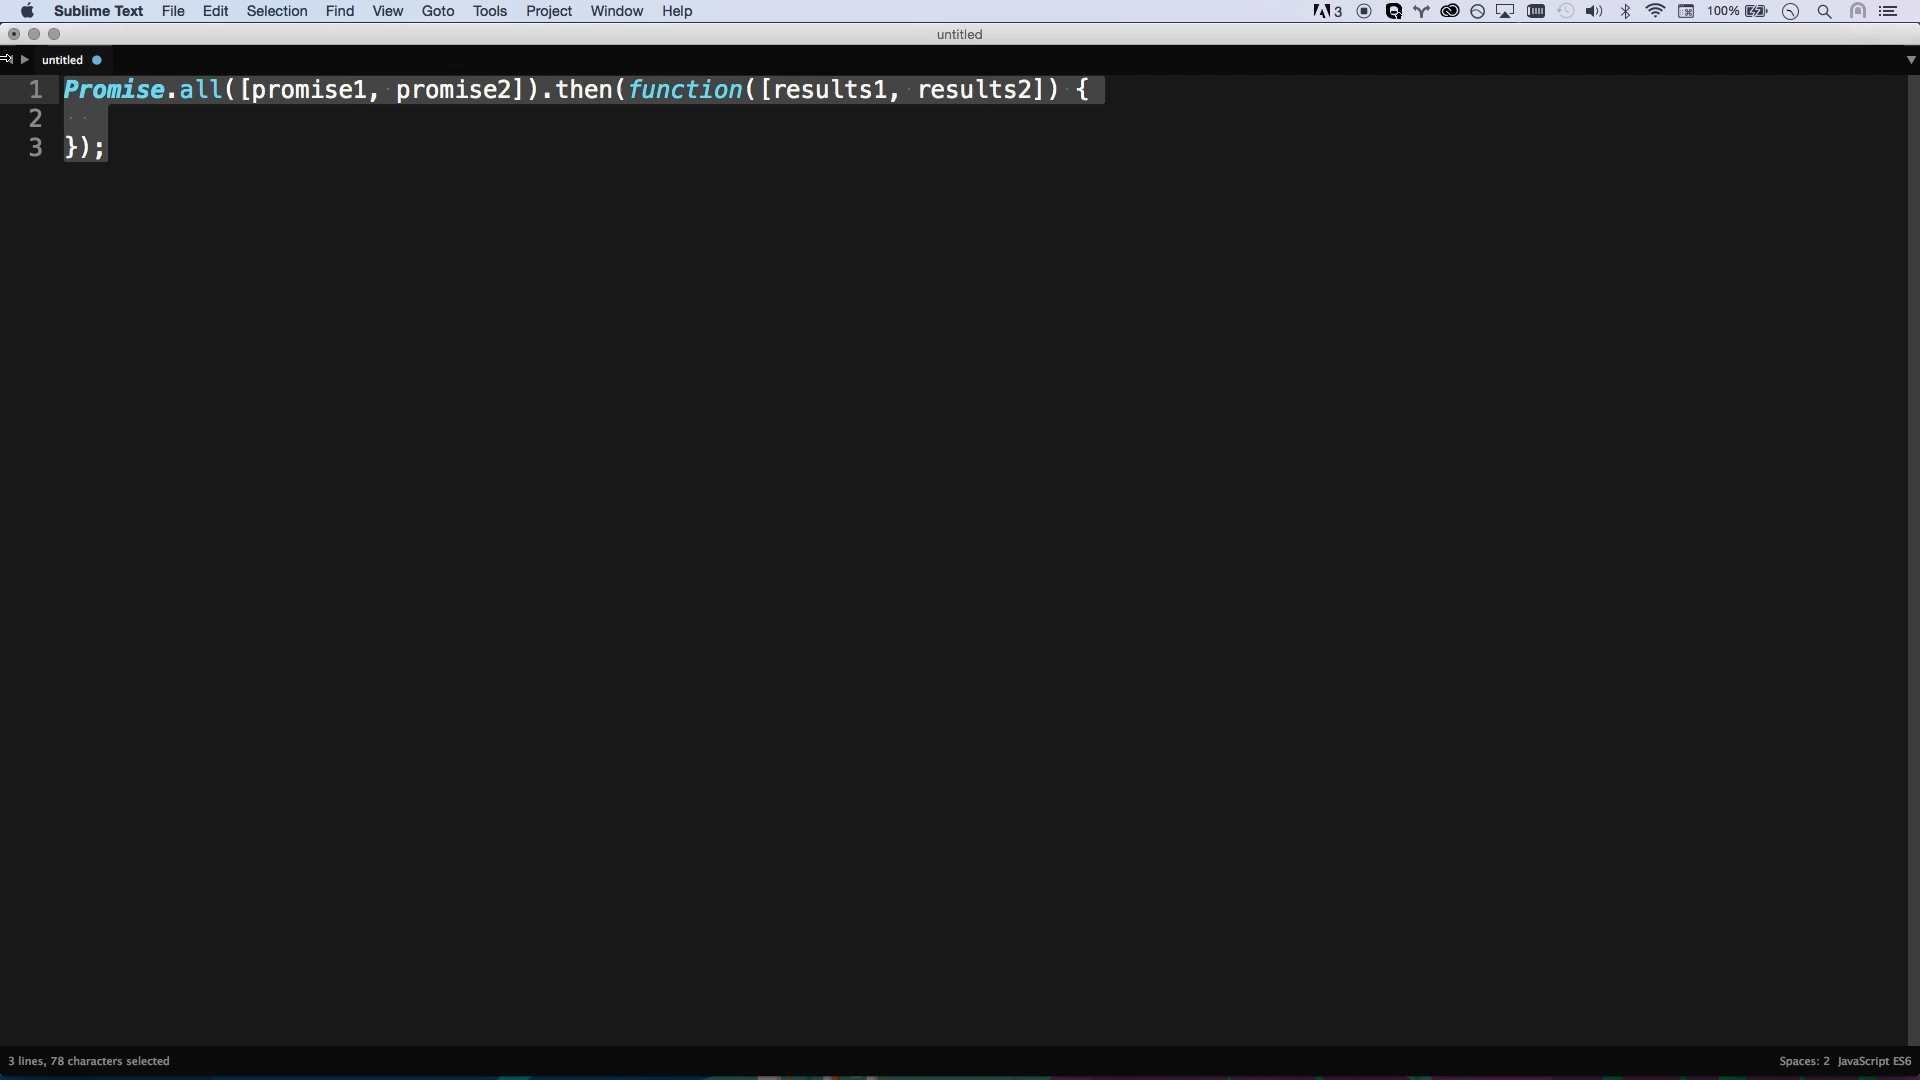 Sublime Text File Edit Selection Find View Goto Tools Project Window Help 3 100%
untitled
untitled
1 Promise.all([promise1, promise2]).then(function([results1, results2]) {
2
3 });
3 lines, 78 characters selected Spaces: 2 JavaScript ES6